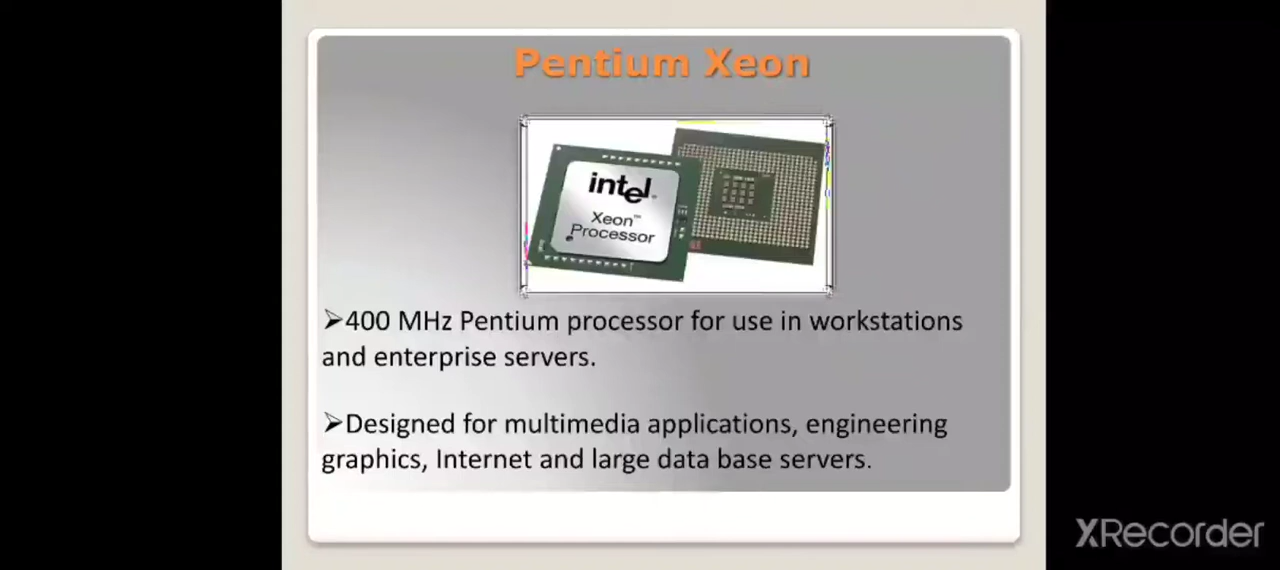 Pentium Xeon
intel
Xeon™
Processor
➢400 MHz Pentium processor for use in workstations
and enterprise servers.
➢Designed for multimedia applications, engineering
graphics, Internet and large data base servers.
XRecorder